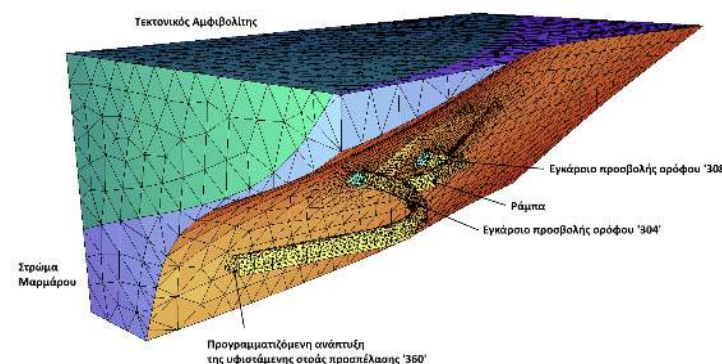 Τεκτονικός Αμφιβολίτης
Εγκάρσιο προσβολής ορόφου '308
Ράμπα
Εγκάρσιο προσβολής ορόφου '304'
Στρώμα
Μαρμάρου
Προγραμματιζόμενη ανάπτυξη
της υφιστάμενης στοάς προσπέλασης '360'